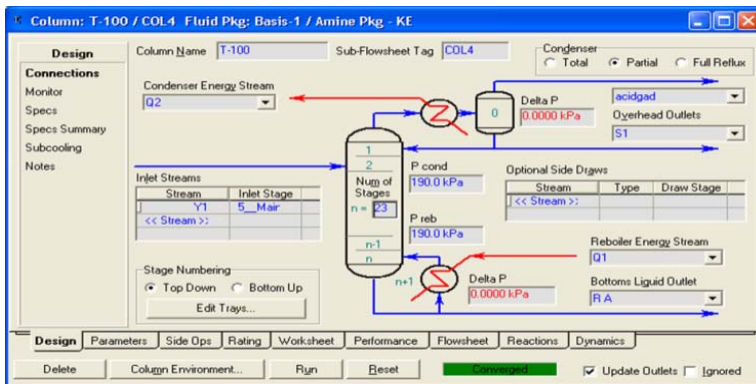 Column: T-100 / COL4 Fluid Pkg: Basis-1 / Amine Pkg - KE
Design
Connections
Monitor
Specs
Specs Summary
Subcooling
Notes
Column Name T-100 Sub-Flowsheet Tag COL4
Condenser
Total Partial Full Reflux
Condenser Energy Stream
Q2
0
Delta P
0.0000 kPa
acidgad
Overhead Outlets
S1
Inlet Streams
Stream Inlet Stage
Y1 5__Mair
<< Stream >>
1
2
Num of
Stages
n = 23
n-1
n
n+1
P cond
190.0 kPa
P reb
190.0 kPa
Optional Side Draws
Stream Type Draw Stage
<< Stream >>
Reboiler Energy Stream
Q1
Delta P
0.0000 kPa
Bottoms Liquid Outlet
R A
Stage Numbering
Top Down Bottom Up
Edit Trays...
Design Parameters Side Ops Rating Worksheet Performance Flowsheet Reactions Dynamics
Delete Column Environment... Run Reset Converged Update Outlets Ignored